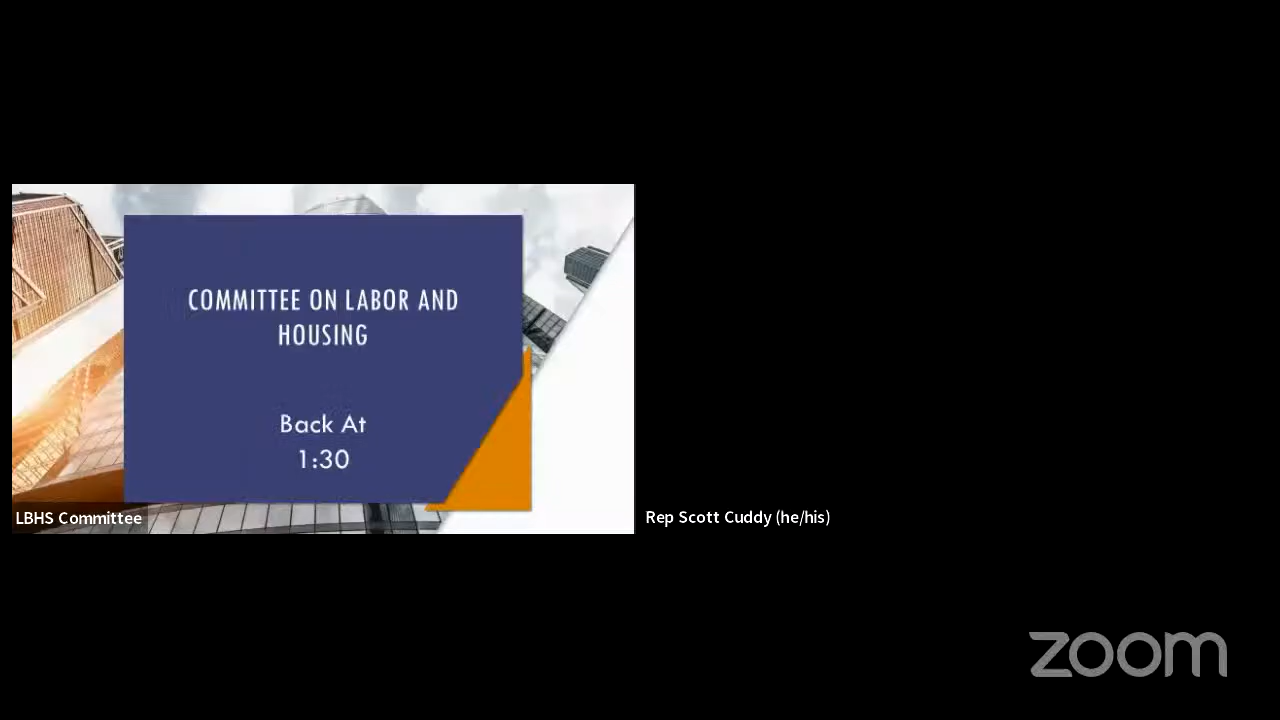 COMMITTEE ON LABOR AND
HOUSING
Back At
1:30
LBHS Committee
Rep Scott Cuddy (he/his)
zoom